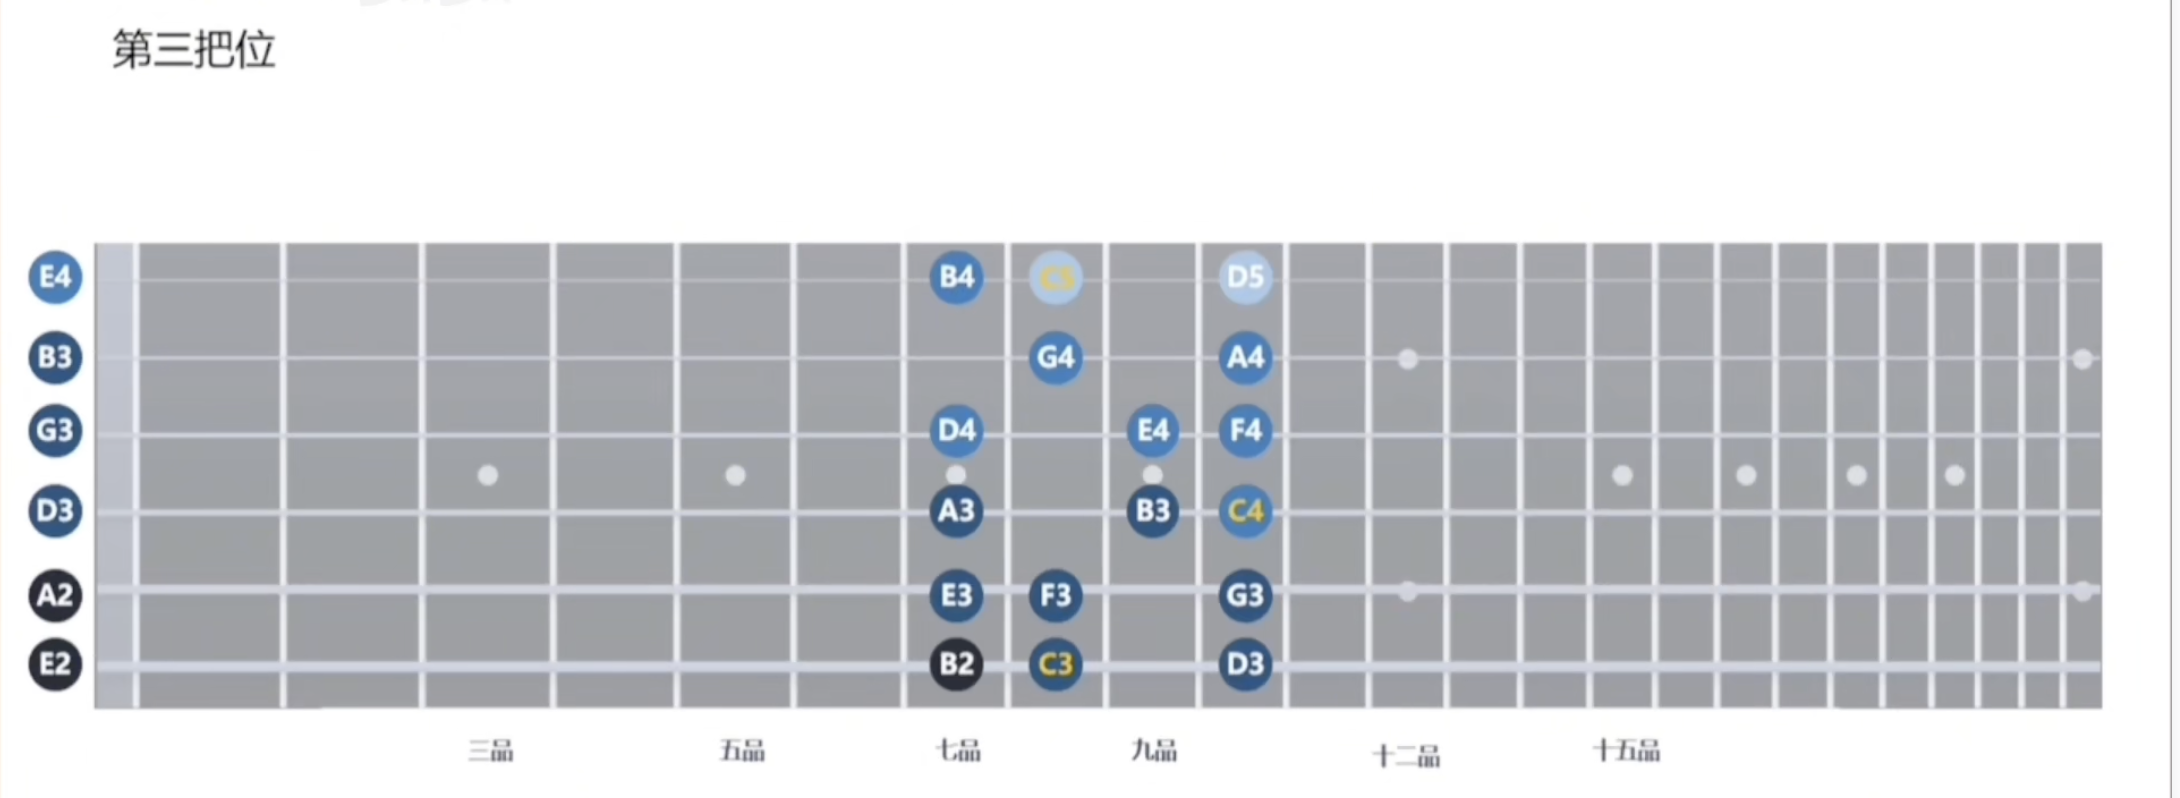 第三把位
E4 B4 C5 D5
B3 G4 A4
G3 D4 E4 F4
D3 A3 B3 C4
A2 E3 F3 G3
E2 B2 C3 D3
三品 五品 七品 九品 十二品 十五品